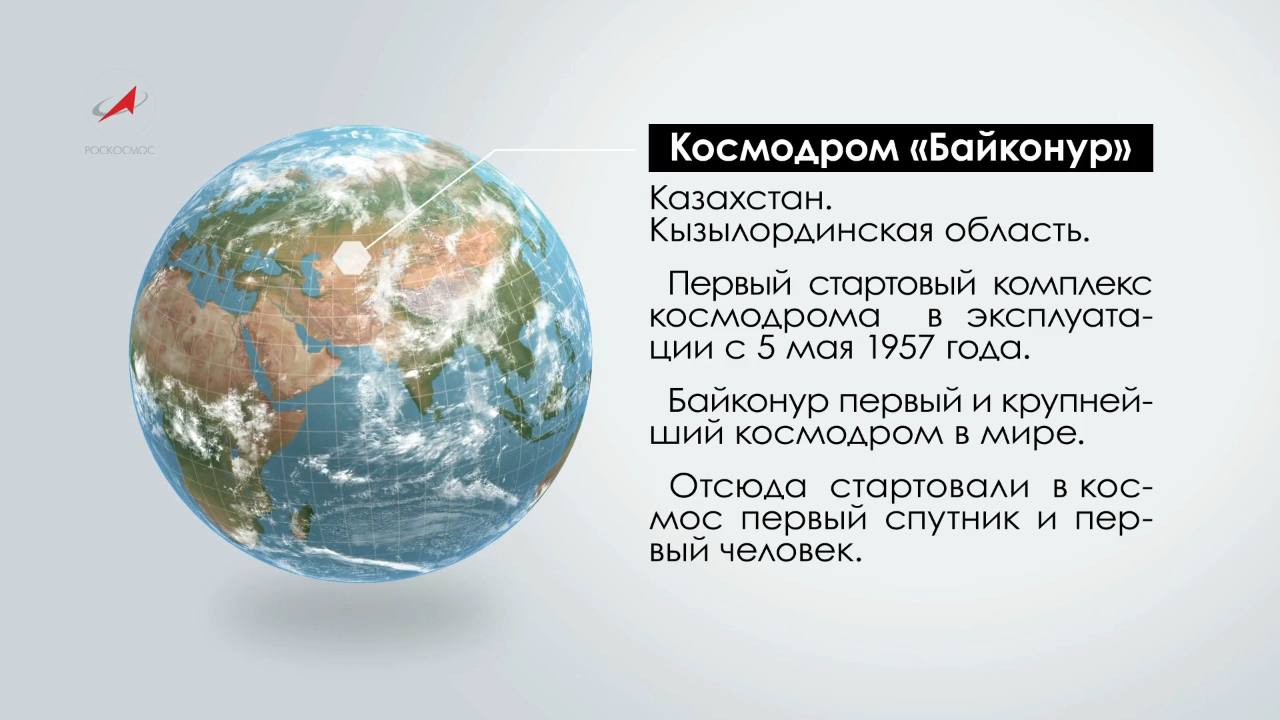 РОСКОСМОС
Космодром «Байконур»
Казахстан.
Кызылординская область.
Первый стартовый комплекс
космодрома в эксплуата-
ции с 5 мая 1957 года.
Байконур первый и крупней-
ший космодром в мире.
Отсюда стартовали в кос-
мос первый спутник и пер-
вый человек.